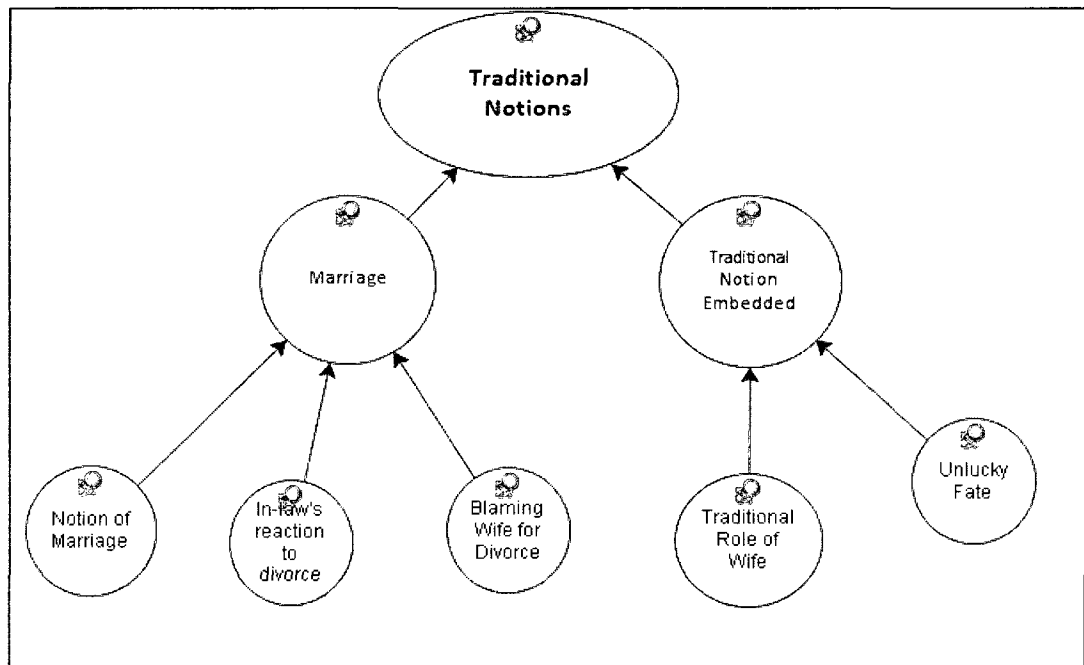 Traditional
Notions
Marriage
Traditional
Notion
Embedded
Notion of
Marriage
In-law's
reaction
to
divorce
Blaming
Wife for
Divorce
Traditional
Role of
Wife
Unlucky
Fate